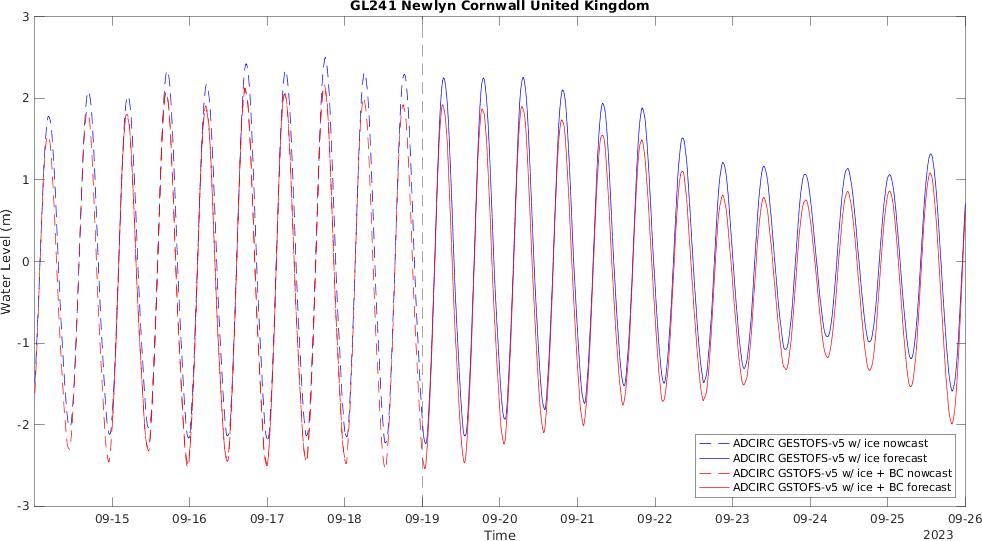 GL241 Newlyn Cornwall United Kingdom
3
2
1
0
-1
-2
-3
Water Level (m)
09-15
09-16
09-17
09-18
09-19
09-20
09-21
09-22
09-23
09-24
09-25
09-26
Time
2023
ADCIRC GESTOFS-v5 w/ ice nowcast
ADCIRC GESTOFS-v5 w/ ice forecast
ADCIRC GSTOFS-v5 w/ ice + BC nowcast
ADCIRC GSTOFS-v5 w/ ice + BC forecast